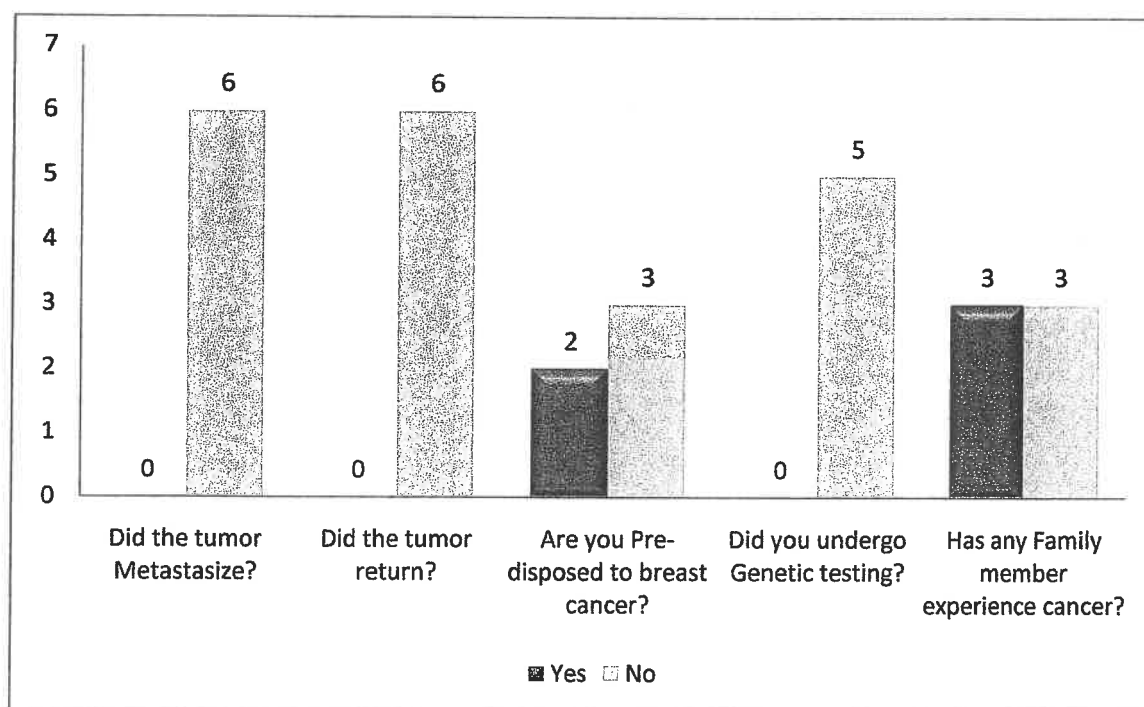 7
6
5
4
3
2
1
0
0
6
0
6
2
3
0
5
3
3
Did the tumor
Metastasize?
Did the tumor
return?
Are you Pre-
disposed to breast
cancer?
Did you undergo
Genetic testing?
Has any Family
member
experience cancer?
Yes No